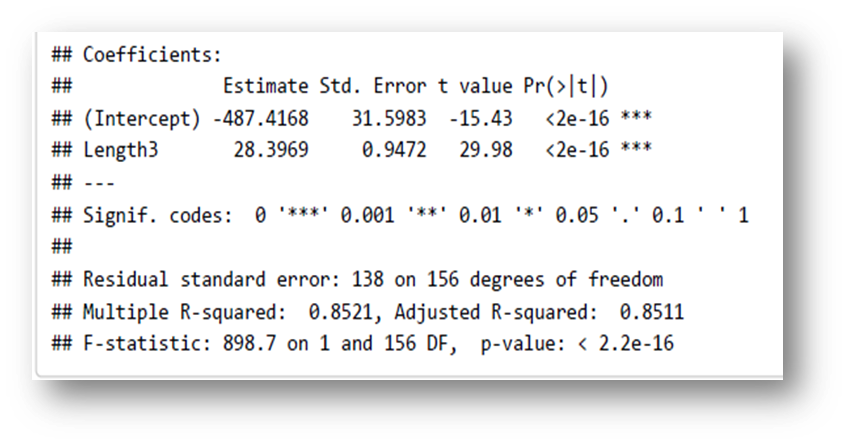 ## Coefficients:
##             Estimate Std. Error t value Pr(>|t|)
## (Intercept) -487.4168    31.5983  -15.43   <2e-16 ***
## Length3       28.3969     0.9472   29.98   <2e-16 ***
## ---
## Signif. codes:  0 '***' 0.001 '**' 0.01 '*' 0.05 '.' 0.1 ' ' 1
##
## Residual standard error: 138 on 156 degrees of freedom
## Multiple R-squared:  0.8521, Adjusted R-squared:  0.8511
## F-statistic: 898.7 on 1 and 156 DF,  p-value: < 2.2e-16